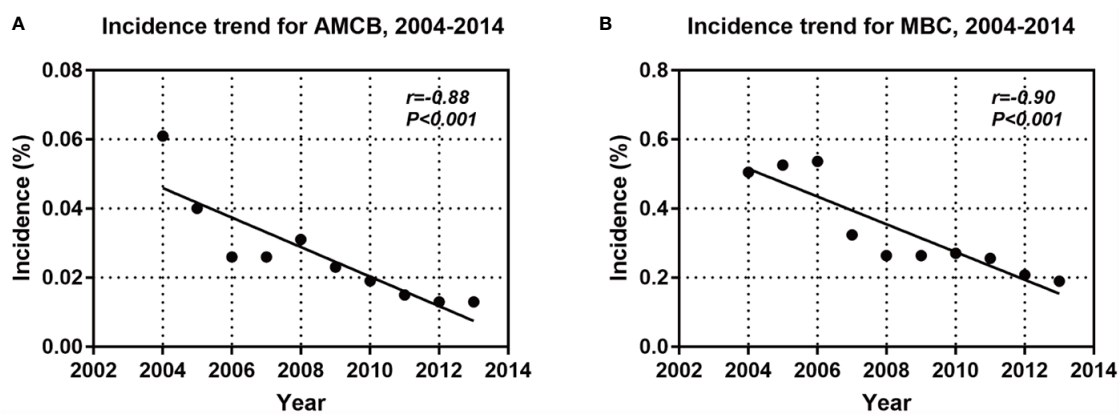 A
Incidence trend for AMCB, 2004-2014
Incidence (%)
0.08
0.06
0.04
0.02
0.00
r=-0.88
P<0.001
2002 2004 2006 2008 2010 2012 2014
Year
B
Incidence trend for MBC, 2004-2014
Incidence (%)
0.8
0.6
0.4
0.2
0.0
r=-0.90
P<0.001
2002 2004 2006 2008 2010 2012 2014
Year